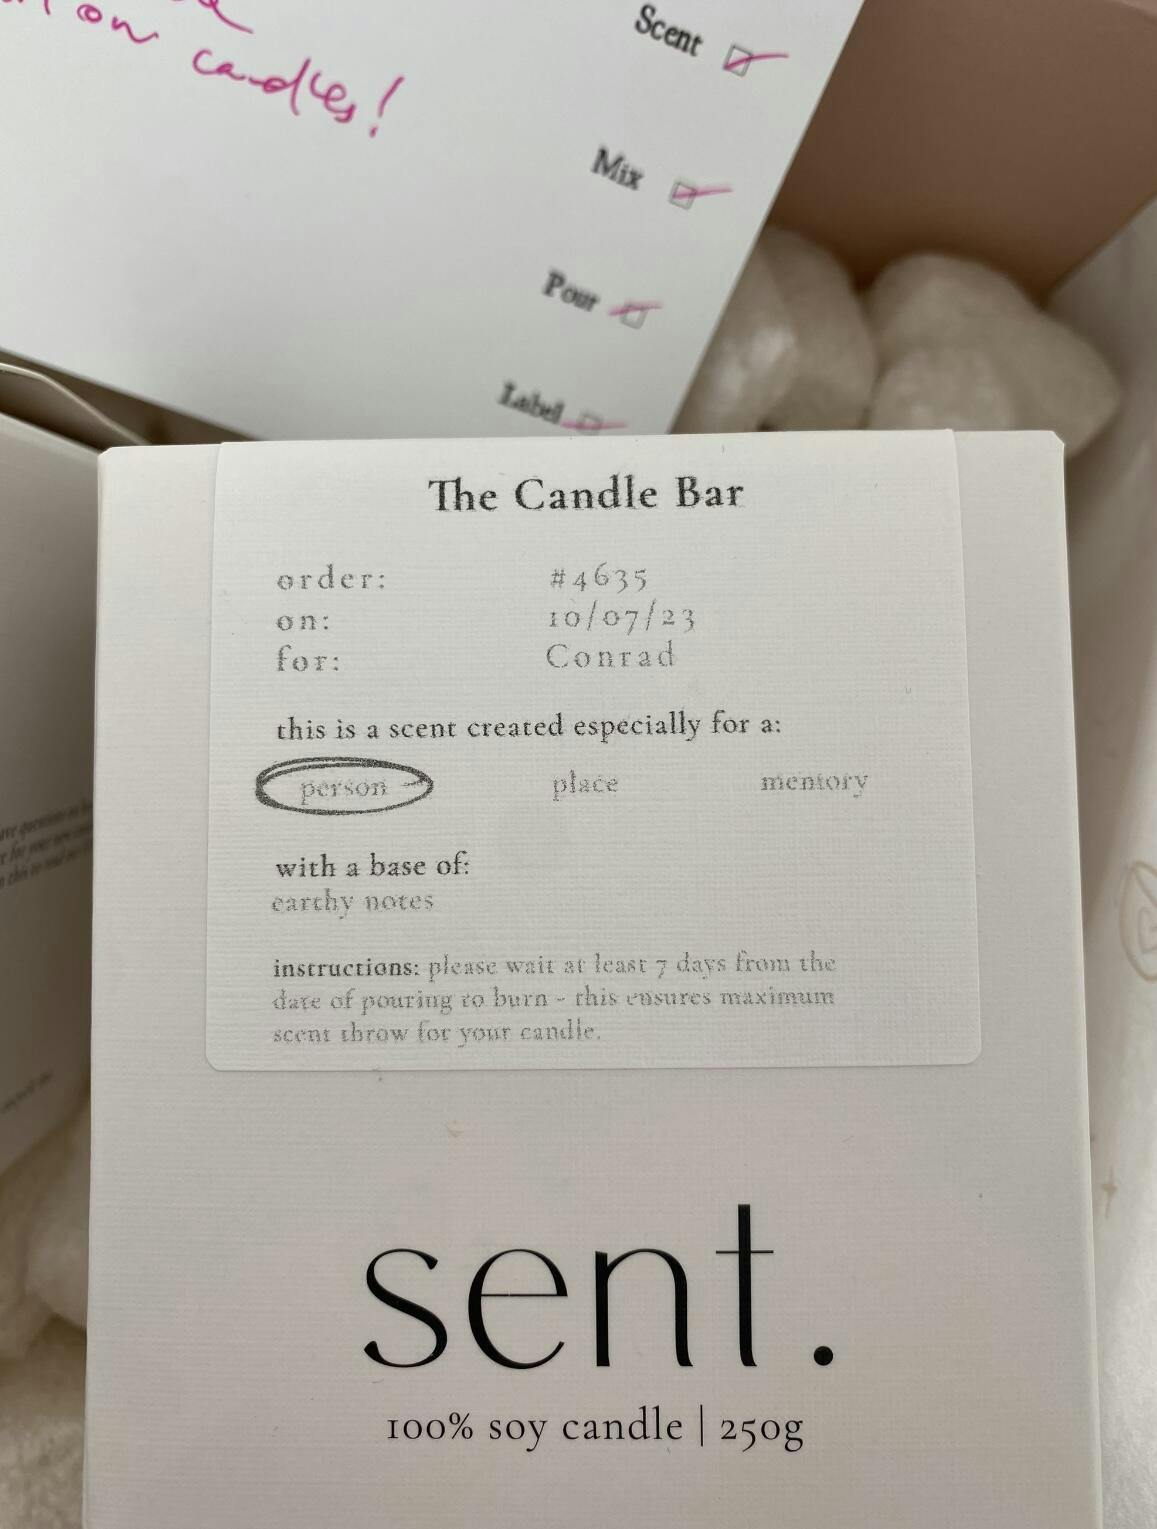 on candles!
Scent
Mix
Pour
Label
The Candle Bar
order: #4635
on: 10/07/23
for: Conrad
this is a scent created especially for a:
person place memory
with a base of:
earthy notes
instructions: please wait at least 7 days from the
date of pouring to burn - this ensures maximum
scent throw for your candle.
sent.
100% soy candle | 250g